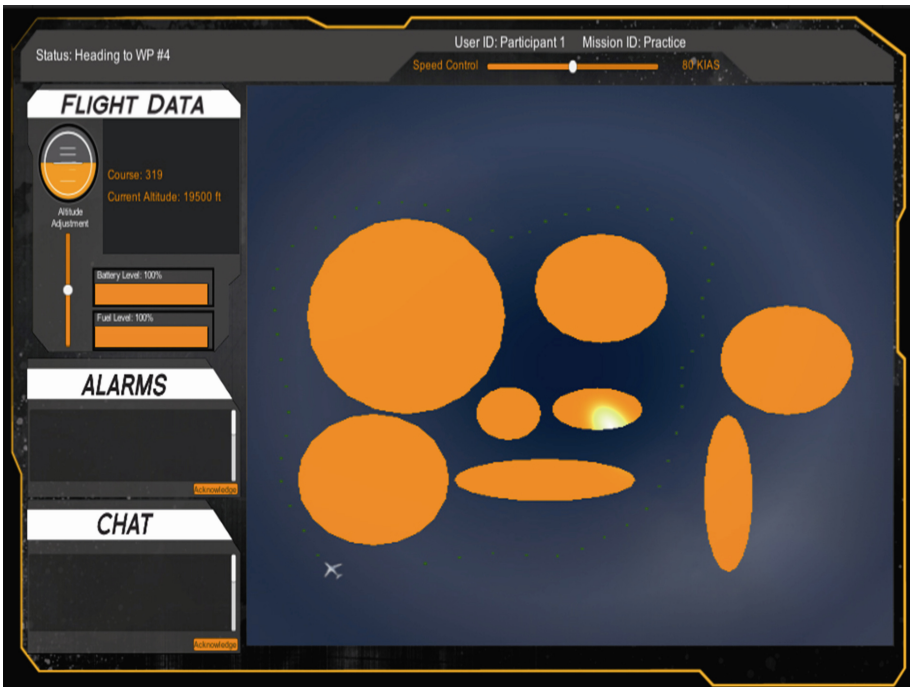 Status: Heading to WP #4
User ID: Participant 1 Mission ID: Practice
Speed Control 80 KIAS
FLIGHT DATA
Course: 319
Current Altitude: 19500 ft
Altitude
Adjustment
Battery Level: 100%
Fuel Level: 100%
ALARMS
Acknowledge
CHAT
Acknowledge